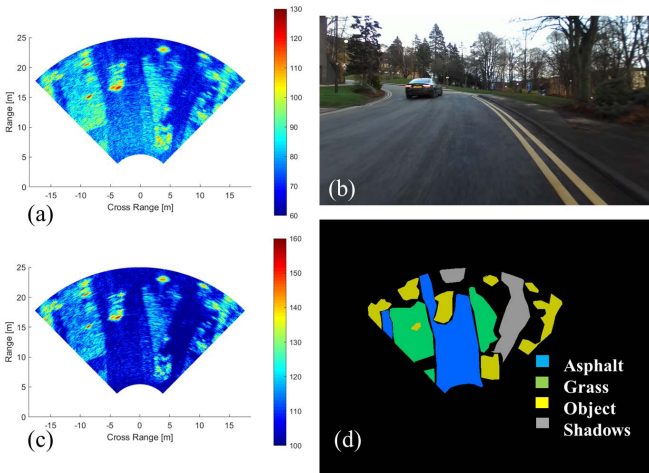 130
120
110
100
90
80
70
60
25
20
15
10
5
0
Range [m]
-15 -10 -5 0 5 10 15
Cross Range [m]
(a)
(b)
160
150
140
130
120
110
100
25
20
15
10
5
0
Range [m]
-15 -10 -5 0 5 10 15
Cross Range [m]
(c)
Asphalt
Grass
Object
Shadows
(d)